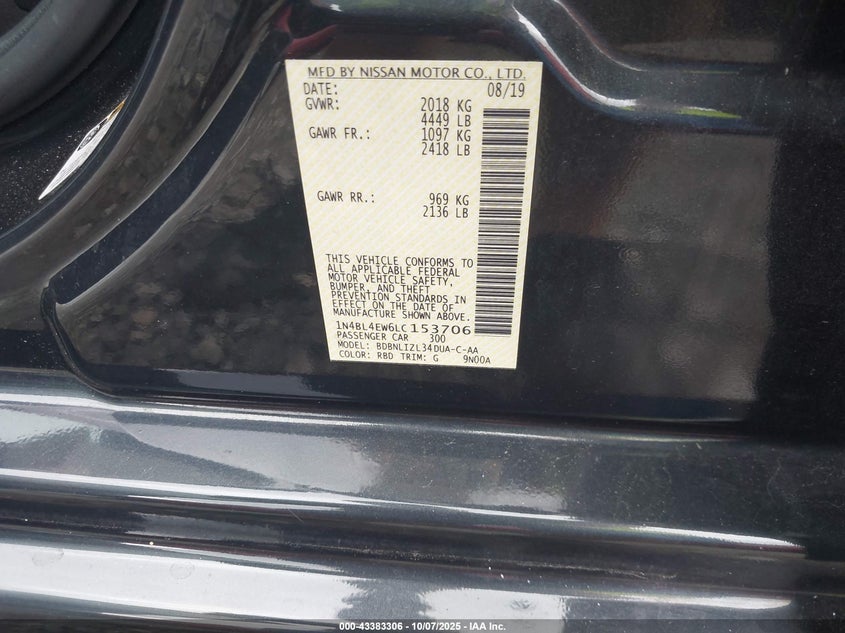 MFD BY NISSAN MOTOR CO., LTD.
DATE: 08/19
GVWR: 2018 KG
4449 LB
GAWR FR.: 1097 KG
2418 LB
GAWR RR.: 969 KG
2136 LB
THIS VEHICLE CONFORMS TO
ALL APPLICABLE FEDERAL
MOTOR VEHICLE SAFETY,
BUMPER, AND THEFT
PREVENTION STANDARDS IN
EFFECT ON THE DATE OF
MANUFACTURE SHOWN ABOVE.
1N4BL4EW6LC153706
PASSENGER CAR 300
MODEL: BDBNLIZL34DUA-C-AA
COLOR: RBD TRIM: G 9N00A
000-43383306 - 10/07/2025 - IAA Inc.